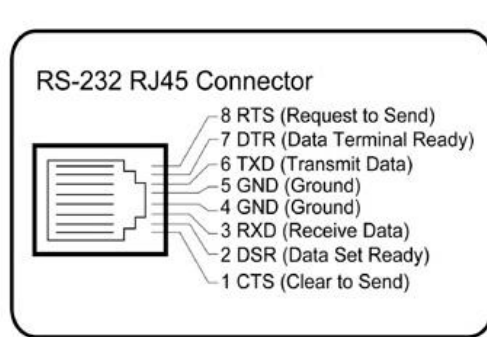 RS-232 RJ45 Connector
8 RTS (Request to Send)
7 DTR (Data Terminal Ready)
6 TXD (Transmit Data)
5 GND (Ground)
4 GND (Ground)
3 RXD (Receive Data)
2 DSR (Data Set Ready)
1 CTS (Clear to Send)